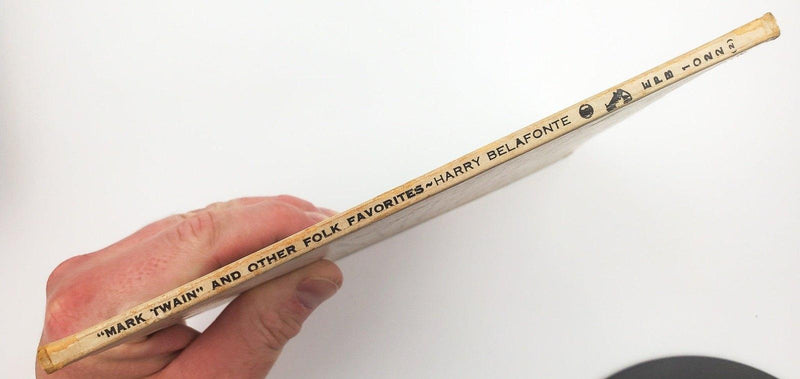 "MARK TWAIN" AND OTHER FOLK FAVORITES~HARRY BELAFONTE EPB 1022 (2)